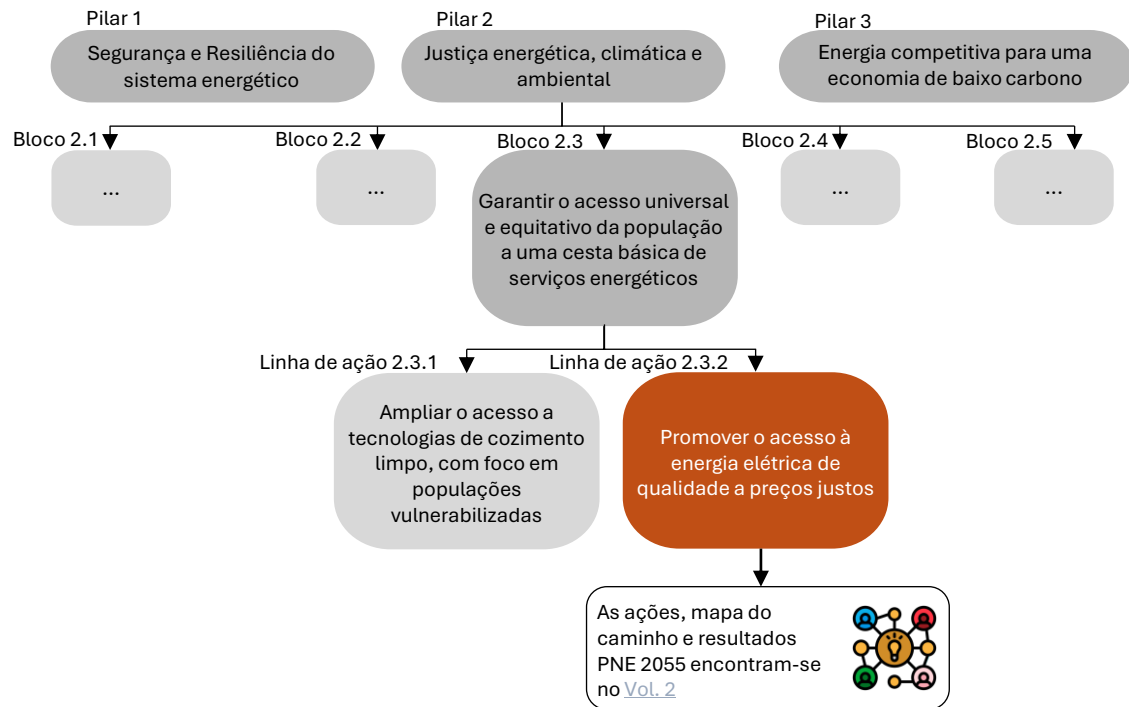 Pilar 1
Segurança e Resiliência do
sistema energético
Pilar 2
Justiça energética, climática e
ambiental
Pilar 3
Energia competitiva para uma
economia de baixo carbono
Bloco 2.1
...
Bloco 2.2
...
Bloco 2.3
Garantir o acesso universal
e equitativo da população
a uma cesta básica de
serviços energéticos
Bloco 2.4
...
Bloco 2.5
...
Linha de ação 2.3.1
Ampliar o acesso a
tecnologias de cozimento
limpo, com foco em
populações
vulnerabilizadas
Linha de ação 2.3.2
Promover o acesso à
energia elétrica de
qualidade a preços justos
As ações, mapa do
caminho e resultados
PNE 2055 encontram-se
no Vol. 2